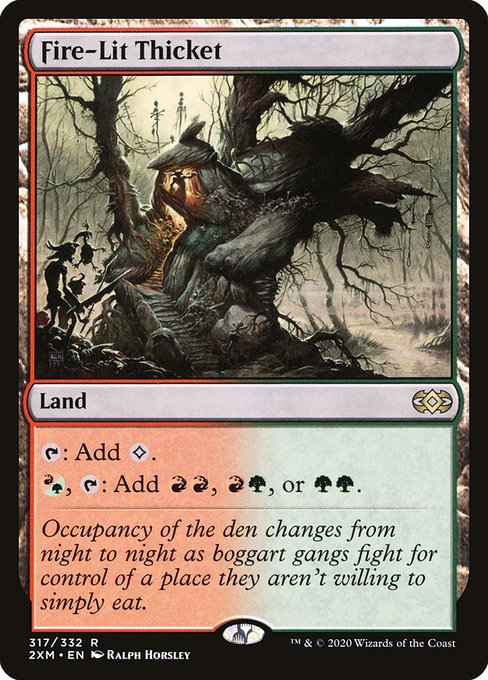 Fire-Lit Thicket
Land
: Add .
, : Add , , or .
Occupancy of the den changes from
night to night as boggart gangs fight for
control of a place they aren't willing to
simply eat.
317/332 R
2XM • EN Ralph Horsley
™ & © 2020 Wizards of the Coast